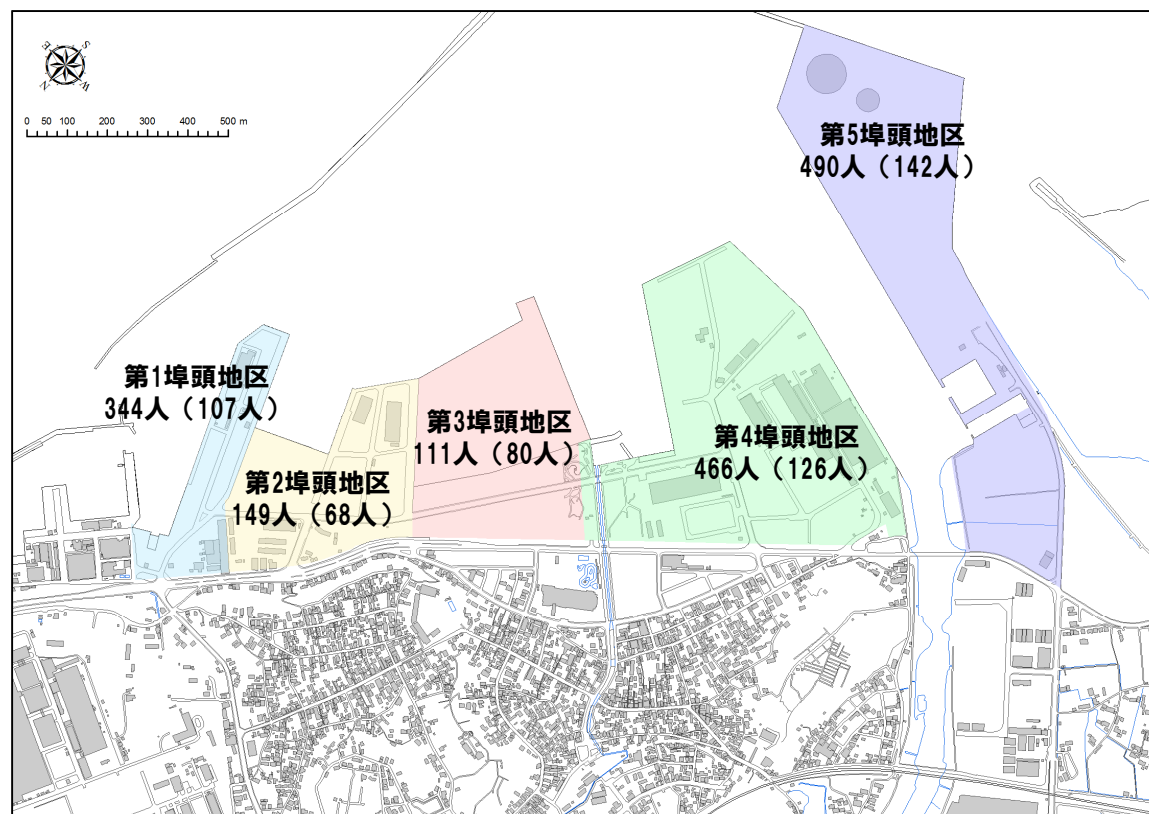 E S
N W
0 50 100 200 300 400 500 m
第5埠頭地区
490人（142人）
第1埠頭地区
344人（107人）
第3埠頭地区
111人（80人）
第4埠頭地区
466人（126人）
第2埠頭地区
149人（68人）